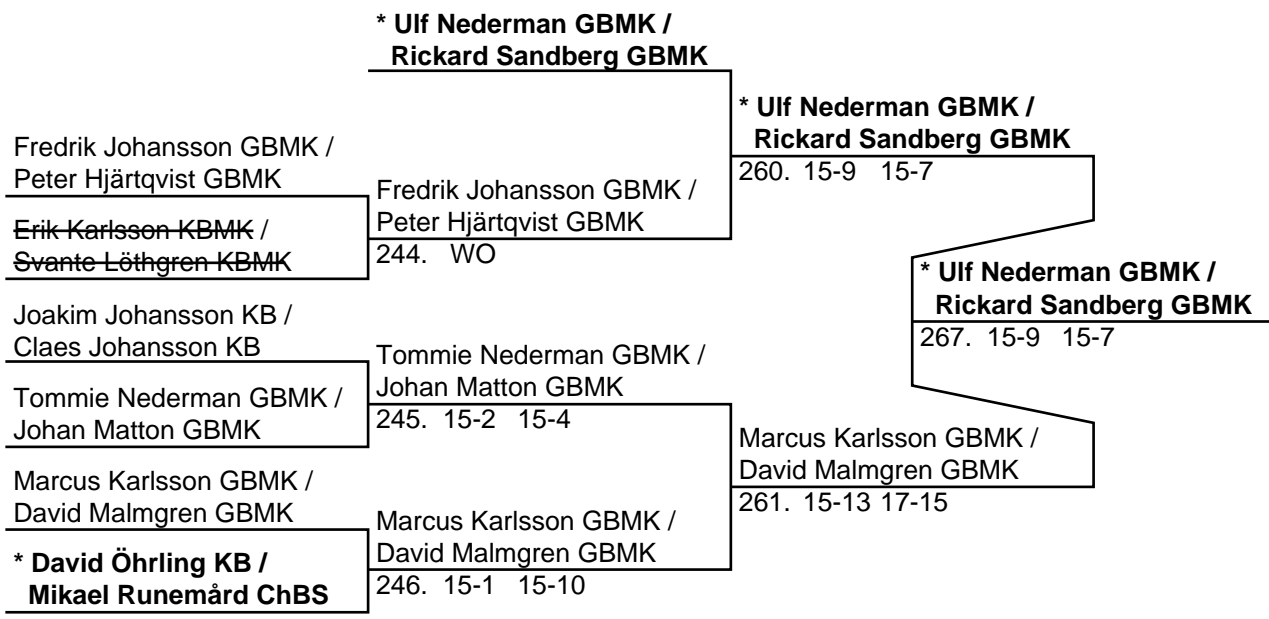 * Ulf Nederman GBMK /
Rickard Sandberg GBMK
* Ulf Nederman GBMK /
Rickard Sandberg GBMK
260. 15-9 15-7
Fredrik Johansson GBMK /
Peter Hjärtqvist GBMK
Fredrik Johansson GBMK /
Peter Hjärtqvist GBMK
244. WO
Erik Karlsson KBMK /
Svante Löthgren KBMK
* Ulf Nederman GBMK /
Rickard Sandberg GBMK
267. 15-9 15-7
Joakim Johansson KB /
Claes Johansson KB
Tommie Nederman GBMK /
Johan Matton GBMK
245. 15-2 15-4
Tommie Nederman GBMK /
Johan Matton GBMK
Marcus Karlsson GBMK /
David Malmgren GBMK
261. 15-13 17-15
Marcus Karlsson GBMK /
David Malmgren GBMK
Marcus Karlsson GBMK /
David Malmgren GBMK
246. 15-1 15-10
* David Öhrling KB /
Mikael Runemård ChBS